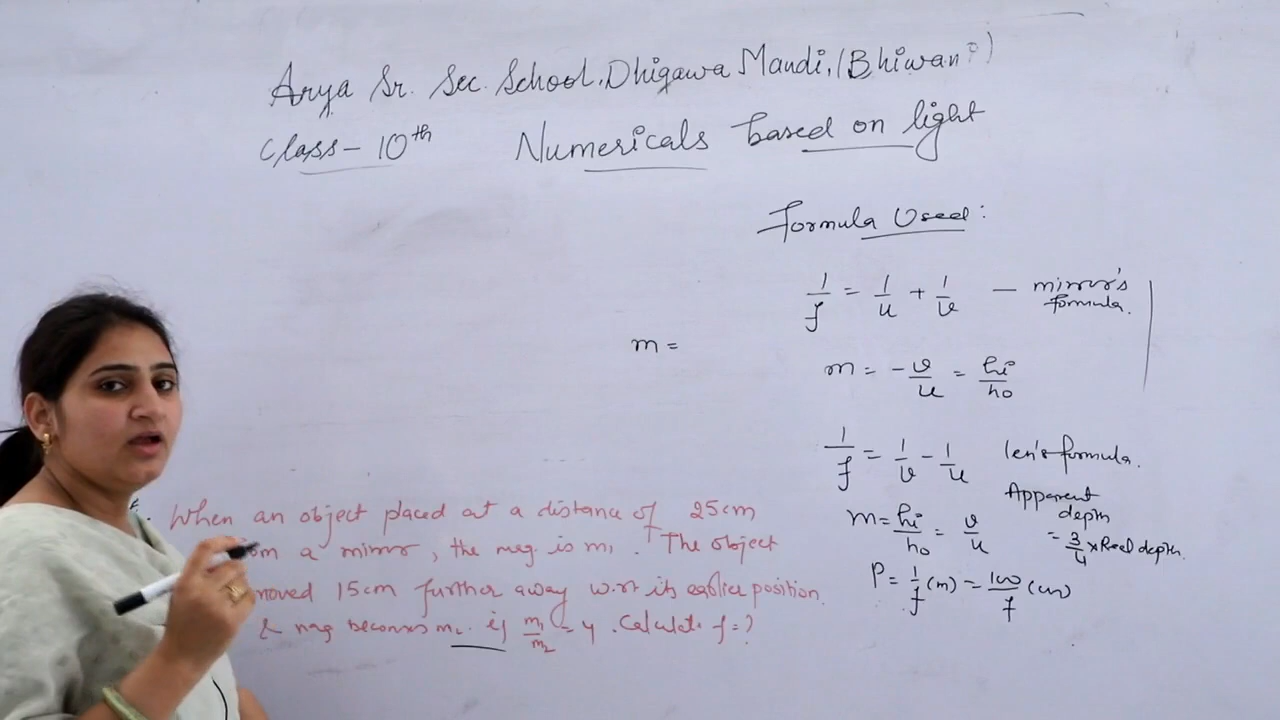 Arya Sr. Sec. School, Dhigawa Mandi, (Bhiwani)
Class - 10th Numericals based on light
Formula Used:
1/f = 1/u + 1/v — mirror's formula.
m =
m = -v/u = hi/ho
1/f = 1/v - 1/u len's formula.
Apparent depth = 3/4 x Real depth.
m = hi/ho = v/u
P = 1/f (m) = 100/f (cm)
When an object placed at a distance of 25cm
a mirror, the mag. is m1. The object
moved 15cm further away w.r.t its earlier position
& mag becomes m2. if m1/m2 = 4. Calculate f = ?